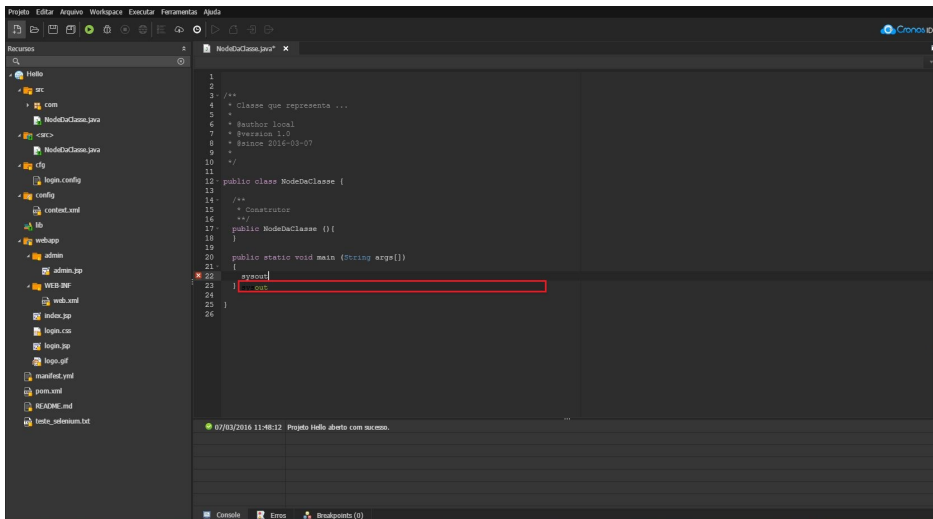 Projeto Editar Arquivo Workspace Executar Ferramentas Ajuda
Cronos ID
Recursos
NodeDaClasse.java*
Hello
src
com
NodeDaClasse.java
<src>
NodeDaClasse.java
cfg
login.config
config
context.xml
lib
webapp
admin
admin.jsp
WEB-INF
web.xml
index.jsp
login.css
login.jsp
logo.gif
manifest.yml
pom.xml
README.md
teste_selenium.txt
1
2
3 /**
4 * Classe que representa ...
5 *
6 * @author local
7 * @version 1.0
8 * @since 2016-03-07
9 *
10 */
11
12 public class NodeDaClasse {
13
14 /**
15 * Construtor
16 **/
17 public NodeDaClasse (){
18 }
19
20 public static void main (String args[])
21 {
22 sysout
23 }
out
24
25 }
26
07/03/2016 11:48:12 Projeto Hello aberto com sucesso.
Console Erros Breakpoints (0)